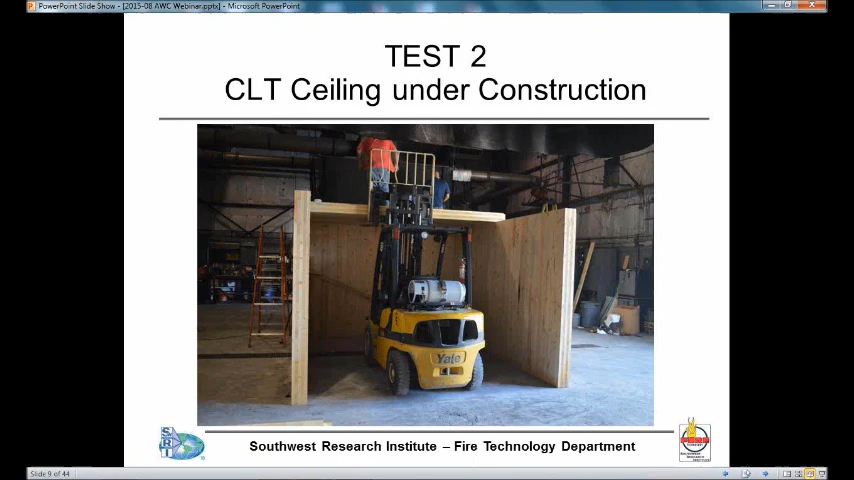 PowerPoint Slide Show - [2015-08 AWC Webinar.pptx] - Microsoft PowerPoint
TEST 2
CLT Ceiling under Construction
Yale
Southwest Research Institute – Fire Technology Department
Slide 9 of 44